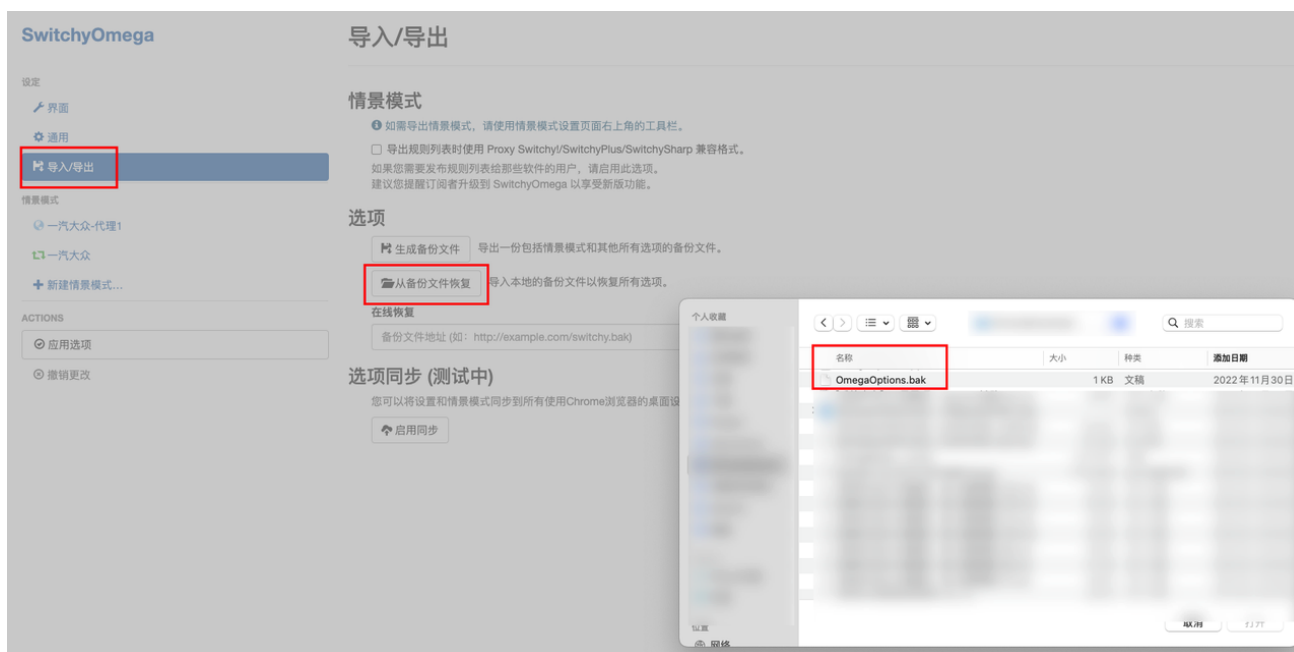 SwitchyOmega
设定
界面
通用
导入/导出
情景模式
一汽大众-代理1
一汽大众
新建情景模式...
ACTIONS
应用选项
撤销更改
导入/导出
情景模式
如需导出情景模式，请使用情景模式设置页面右上角的工具栏。
导出规则列表时使用 Proxy Switchy!/SwitchyPlus/SwitchySharp 兼容格式。
如果您需要发布规则列表给那些软件的用户，请启用此选项。
建议您提醒订阅者升级到 SwitchyOmega 以享受新版功能。
选项
生成备份文件 导出一份包括情景模式和其他所有选项的备份文件。
从备份文件恢复 导入本地的备份文件以恢复所有选项。
在线恢复
备份文件地址 (如：http://example.com/switchy.bak)
选项同步 (测试中)
您可以将设置和情景模式同步到所有使用Chrome浏览器的桌面设
启用同步
个人收藏
搜索
名称 大小 种类 添加日期
OmegaOptions.bak 1 KB 文稿 2022年11月30日
位置
网络
取消 打开